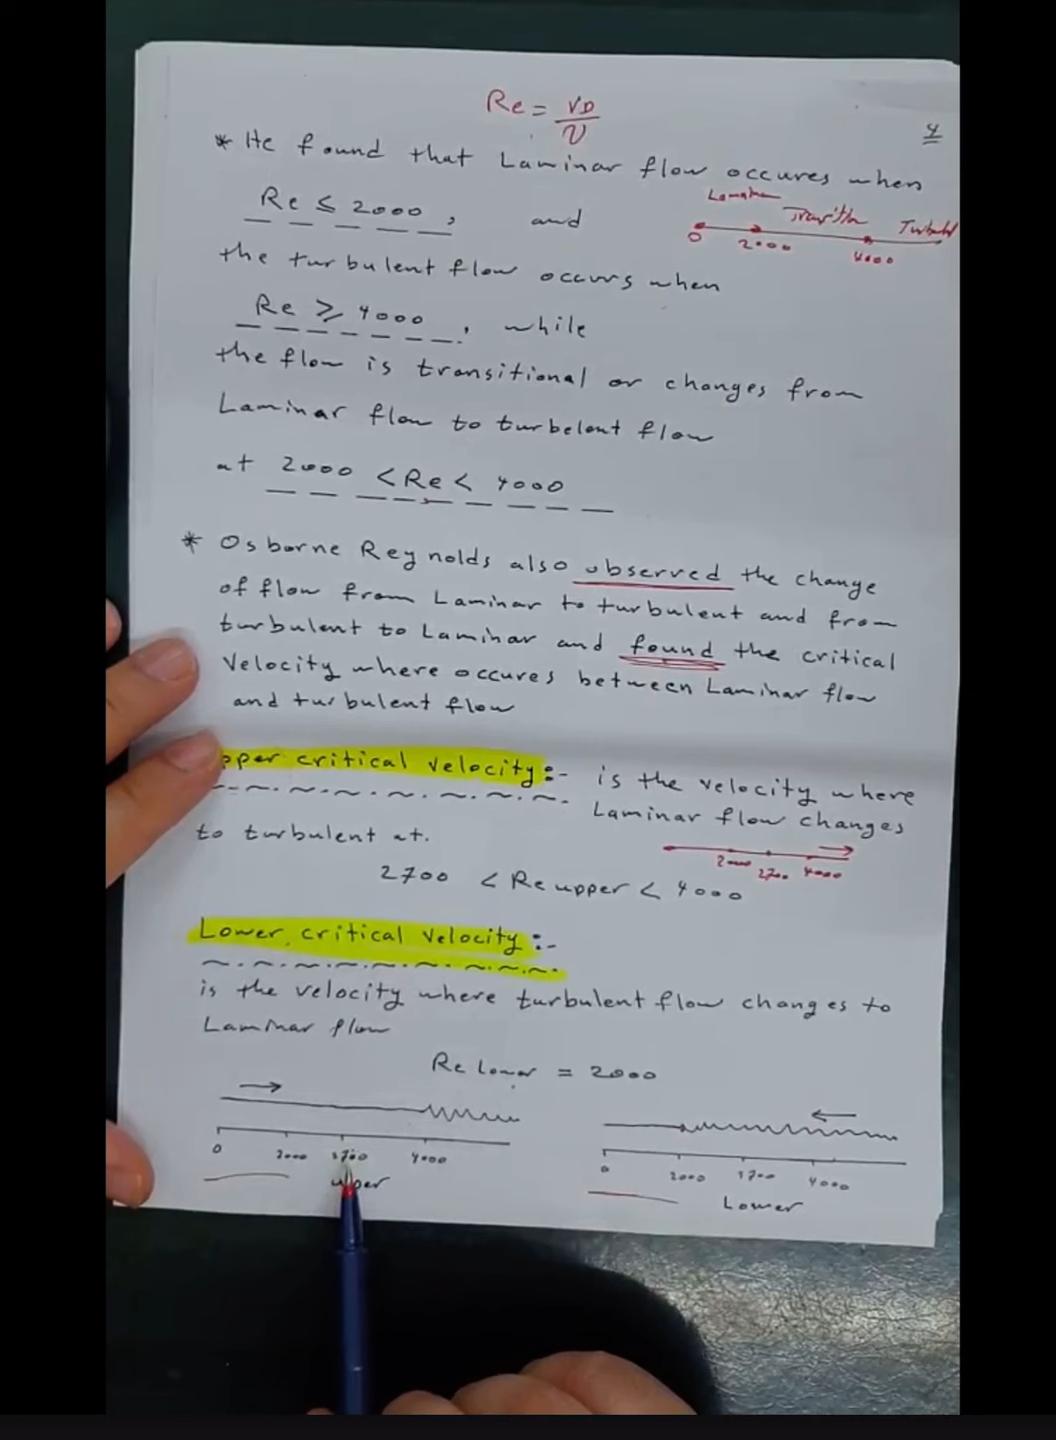 Re = VD
ν
4
* He found that Laminar flow occures when
Re ≤ 2000 , and
Laminar Transition Turbulent
0 2000 4000
the turbulent flow occurs when
Re ≥ 4000 , while
the flow is transitional or changes from
Laminar flow to turbelent flow
at 2000 < Re < 4000
* Osborne Reynolds also observed the change
of flow from Laminar to turbulent and from
turbulent to Laminar and found the critical
Velocity where occures between Laminar flow
and turbulent flow
pper critical velocity:- is the velocity where
Laminar flow changes
to turbulent at.
2000 2700 4000
2700 < Re upper < 4000
Lower critical velocity :-
is the velocity where turbulent flow changes to
Laminar flow
Re Lower = 2000
0 2000 2700 4000
0 2000 2700 4000
upper
Lower